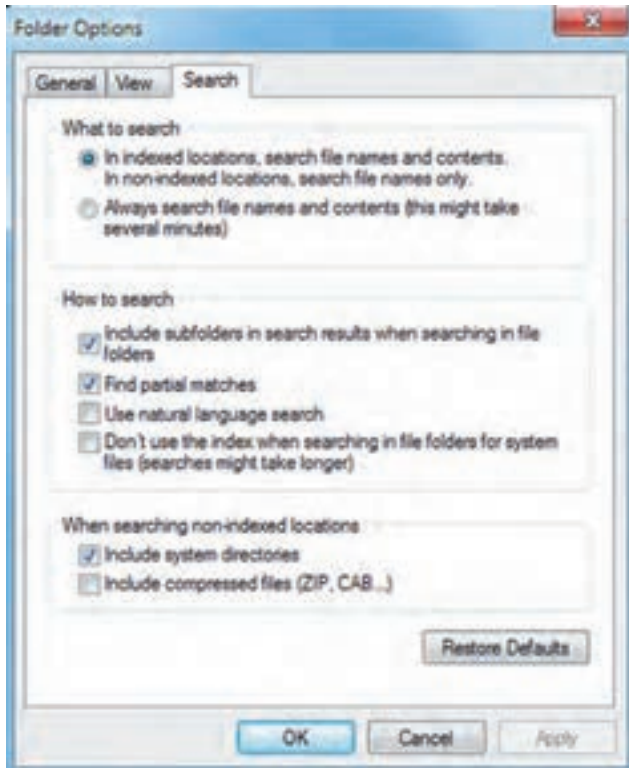 Folder Options
General View Search
What to search
In indexed locations, search file names and contents.
In non-indexed locations, search file names only.
Always search file names and contents (this might take
several minutes)
How to search
Include subfolders in search results when searching in file
folders
Find partial matches
Use natural language search
Don't use the index when searching in file folders for system
files (searches might take longer)
When searching non-indexed locations
Include system directories
Include compressed files (ZIP, CAB...)
Restore Defaults
OK Cancel Apply